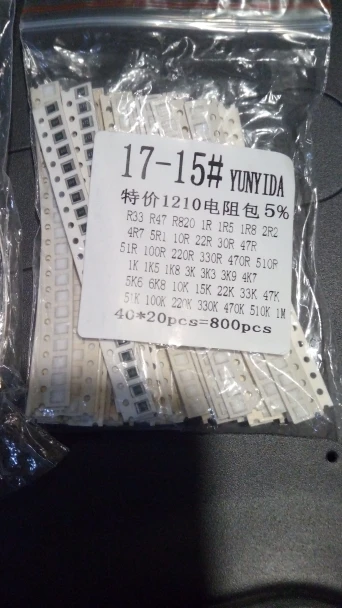 17-15# YUNYIDA
特价1210电阻包5%
R33 R47 R820 1R 1R5 1R8 2R2
4R7 5R1 10R 22R 30R 47R
51R 100R 220R 330R 470R 510R
1K 1K5 1K8 3K 3K3 3K9 4K7
5K6 6K8 10K 15K 22K 33K 47K
51K 100K 220K 330K 470K 510K 1M
40*20pcs=800pcs